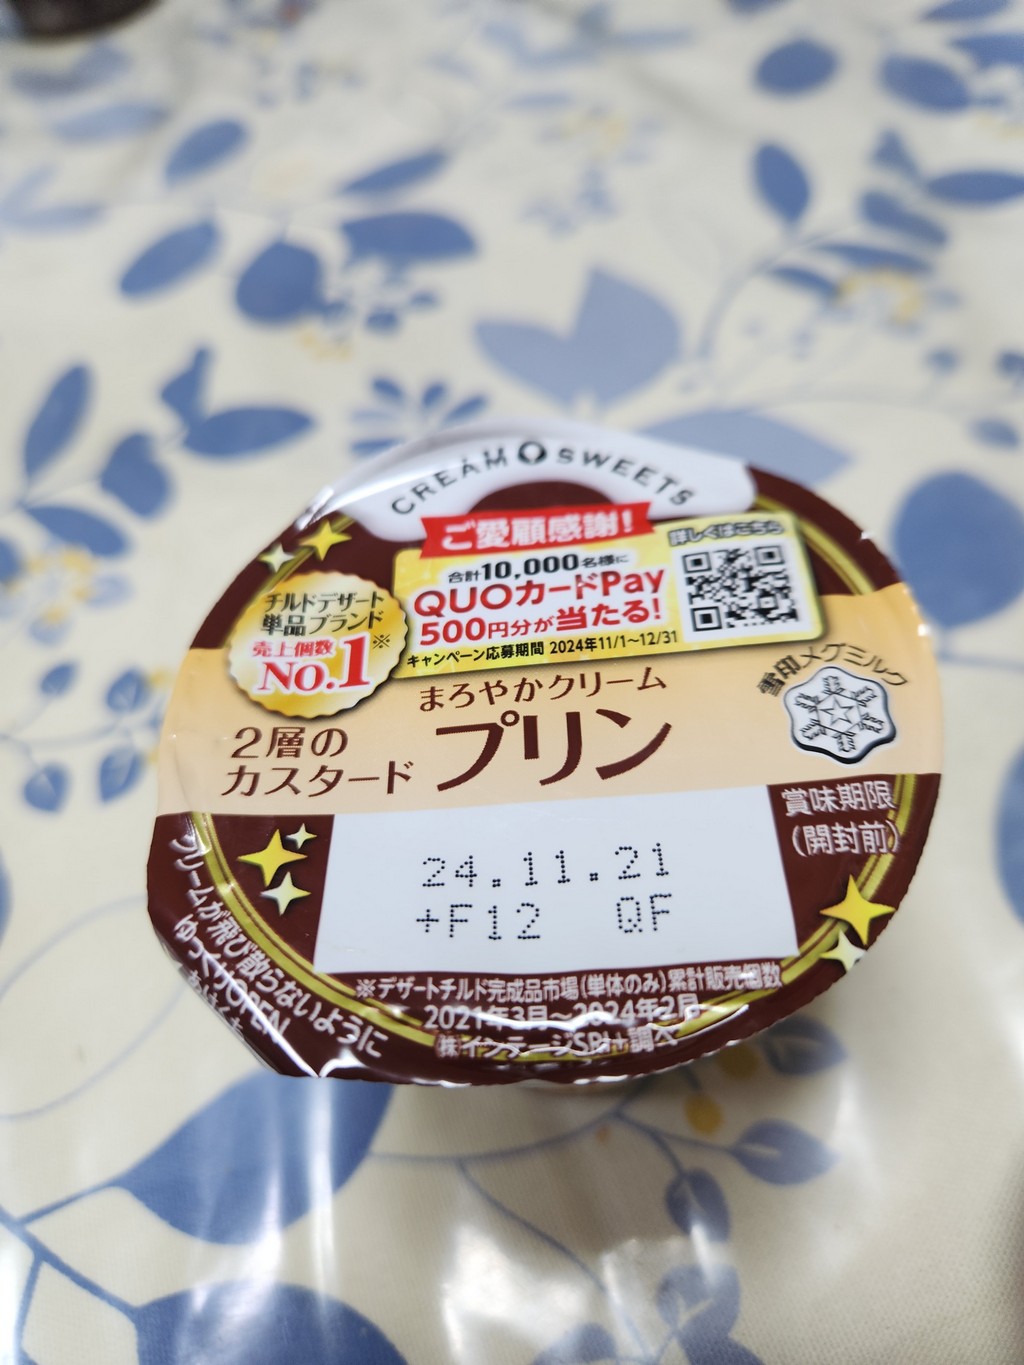 CREAM SWEETS
ご愛顧感謝!
詳しくはこちら
合計10,000名様に
QUOカードPay
500円分が当たる!
キャンペーン応募期間 2024年11/1~12/31
チルドデザート
単品ブランド
売上個数
No.1※
まろやかクリーム
2層の
カスタード
プリン
雪印メグミルク
賞味期限
(開封前)
24.11.21
+F12 QF
クリームが飛び散らないように
ゆっくりOPEN
※デザートチルド完成品市場(単体のみ)累計販売個数
2021年3月~2024年2月
㈱インテージSRI+調べ